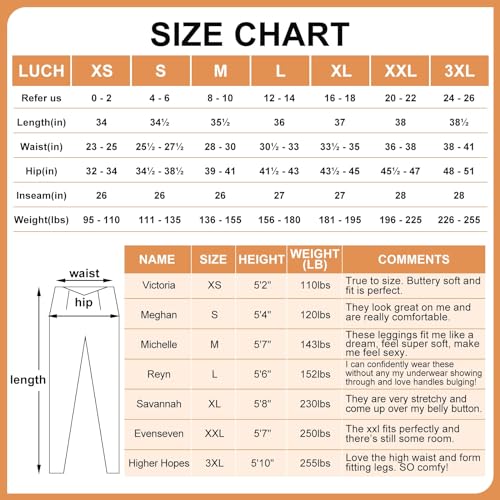 SIZE CHART
LUCH XS S M L XL XXL 3XL
Refer us 0 - 2 4 - 6 8 - 10 12 - 14 16 - 18 20 - 22 24 - 26
Length(in) 34 34½ 35½ 36 37 38 38½
Waist(in) 23 - 25 25½ - 27½ 28 - 30 30½ - 33 33½ - 35 36 - 38 38 - 41
Hip(in) 32 - 34 34½ - 38½ 39 - 41 41½ - 43 43½ - 45 45½ - 47 48 - 51
Inseam(in) 26 26 26 27 27 28 28
Weight(lbs) 95 - 110 111 - 135 136 - 155 156 - 180 181 - 195 196 - 225 226 - 255
waist
hip
length
NAME SIZE HEIGHT WEIGHT (LB) COMMENTS
Victoria XS 5'2" 110lbs True to size. Buttery soft and
fit is perfect.
Meghan S 5'4" 120lbs They look great on me and
are really comfortable.
Michelle M 5'7" 143lbs These leggings fit me like a
dream, feel super soft, make
me feel sexy.
Reyn L 5'6" 152lbs I can confidently wear these
without any my underwear showing
through and love handles bulging!
Savannah XL 5'8" 230lbs They are very stretchy and
come up over my belly button.
Evenseven XXL 5'7" 250lbs The xxl fits perfectly and
there's still some room.
Higher Hopes 3XL 5'10" 255lbs Love the high waist and form
fitting legs. SO comfy!